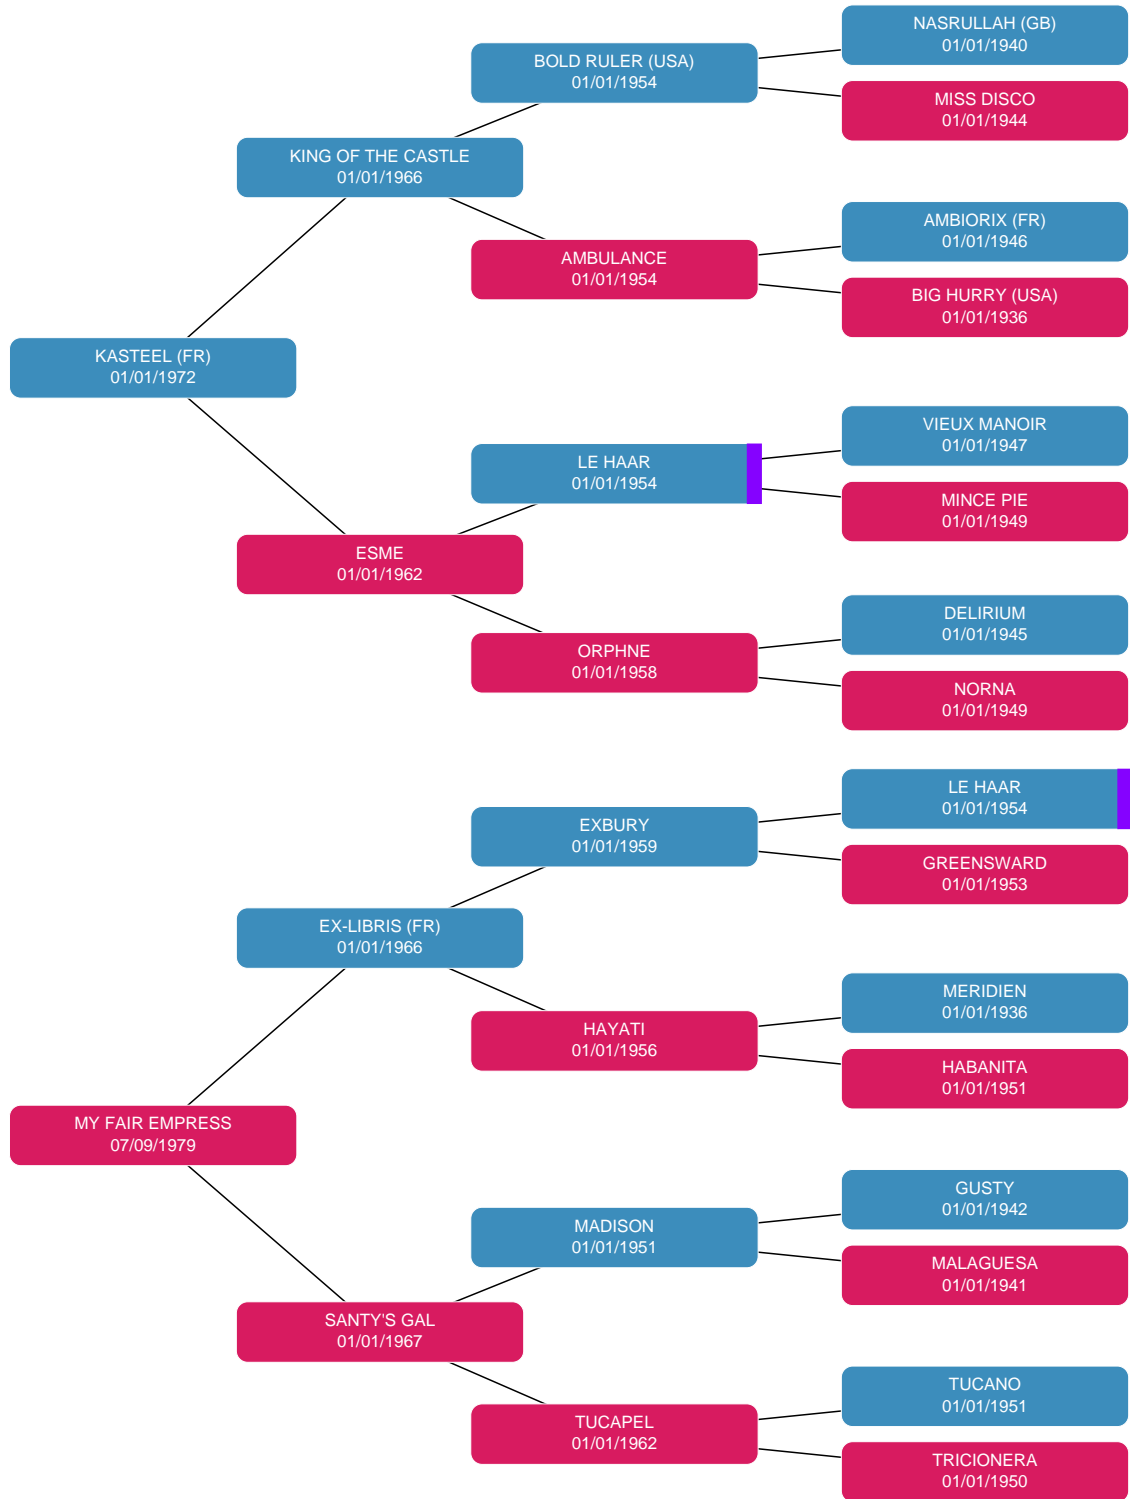 NASRULLAH (GB)
01/01/1940
BOLD RULER (USA)
01/01/1954
MISS DISCO
01/01/1944
KING OF THE CASTLE
01/01/1966
AMBIORIX (FR)
01/01/1946
AMBULANCE
01/01/1954
BIG HURRY (USA)
01/01/1936
KASTEEL (FR)
01/01/1972
VIEUX MANOIR
01/01/1947
LE HAAR
01/01/1954
MINCE PIE
01/01/1949
ESME
01/01/1962
DELIRIUM
01/01/1945
ORPHNE
01/01/1958
NORNA
01/01/1949
LE HAAR
01/01/1954
EXBURY
01/01/1959
GREENSWARD
01/01/1953
EX-LIBRIS (FR)
01/01/1966
MERIDIEN
01/01/1936
HAYATI
01/01/1956
HABANITA
01/01/1951
MY FAIR EMPRESS
07/09/1979
GUSTY
01/01/1942
MADISON
01/01/1951
MALAGUESA
01/01/1941
SANTY'S GAL
01/01/1967
TUCANO
01/01/1951
TUCAPEL
01/01/1962
TRICIONERA
01/01/1950